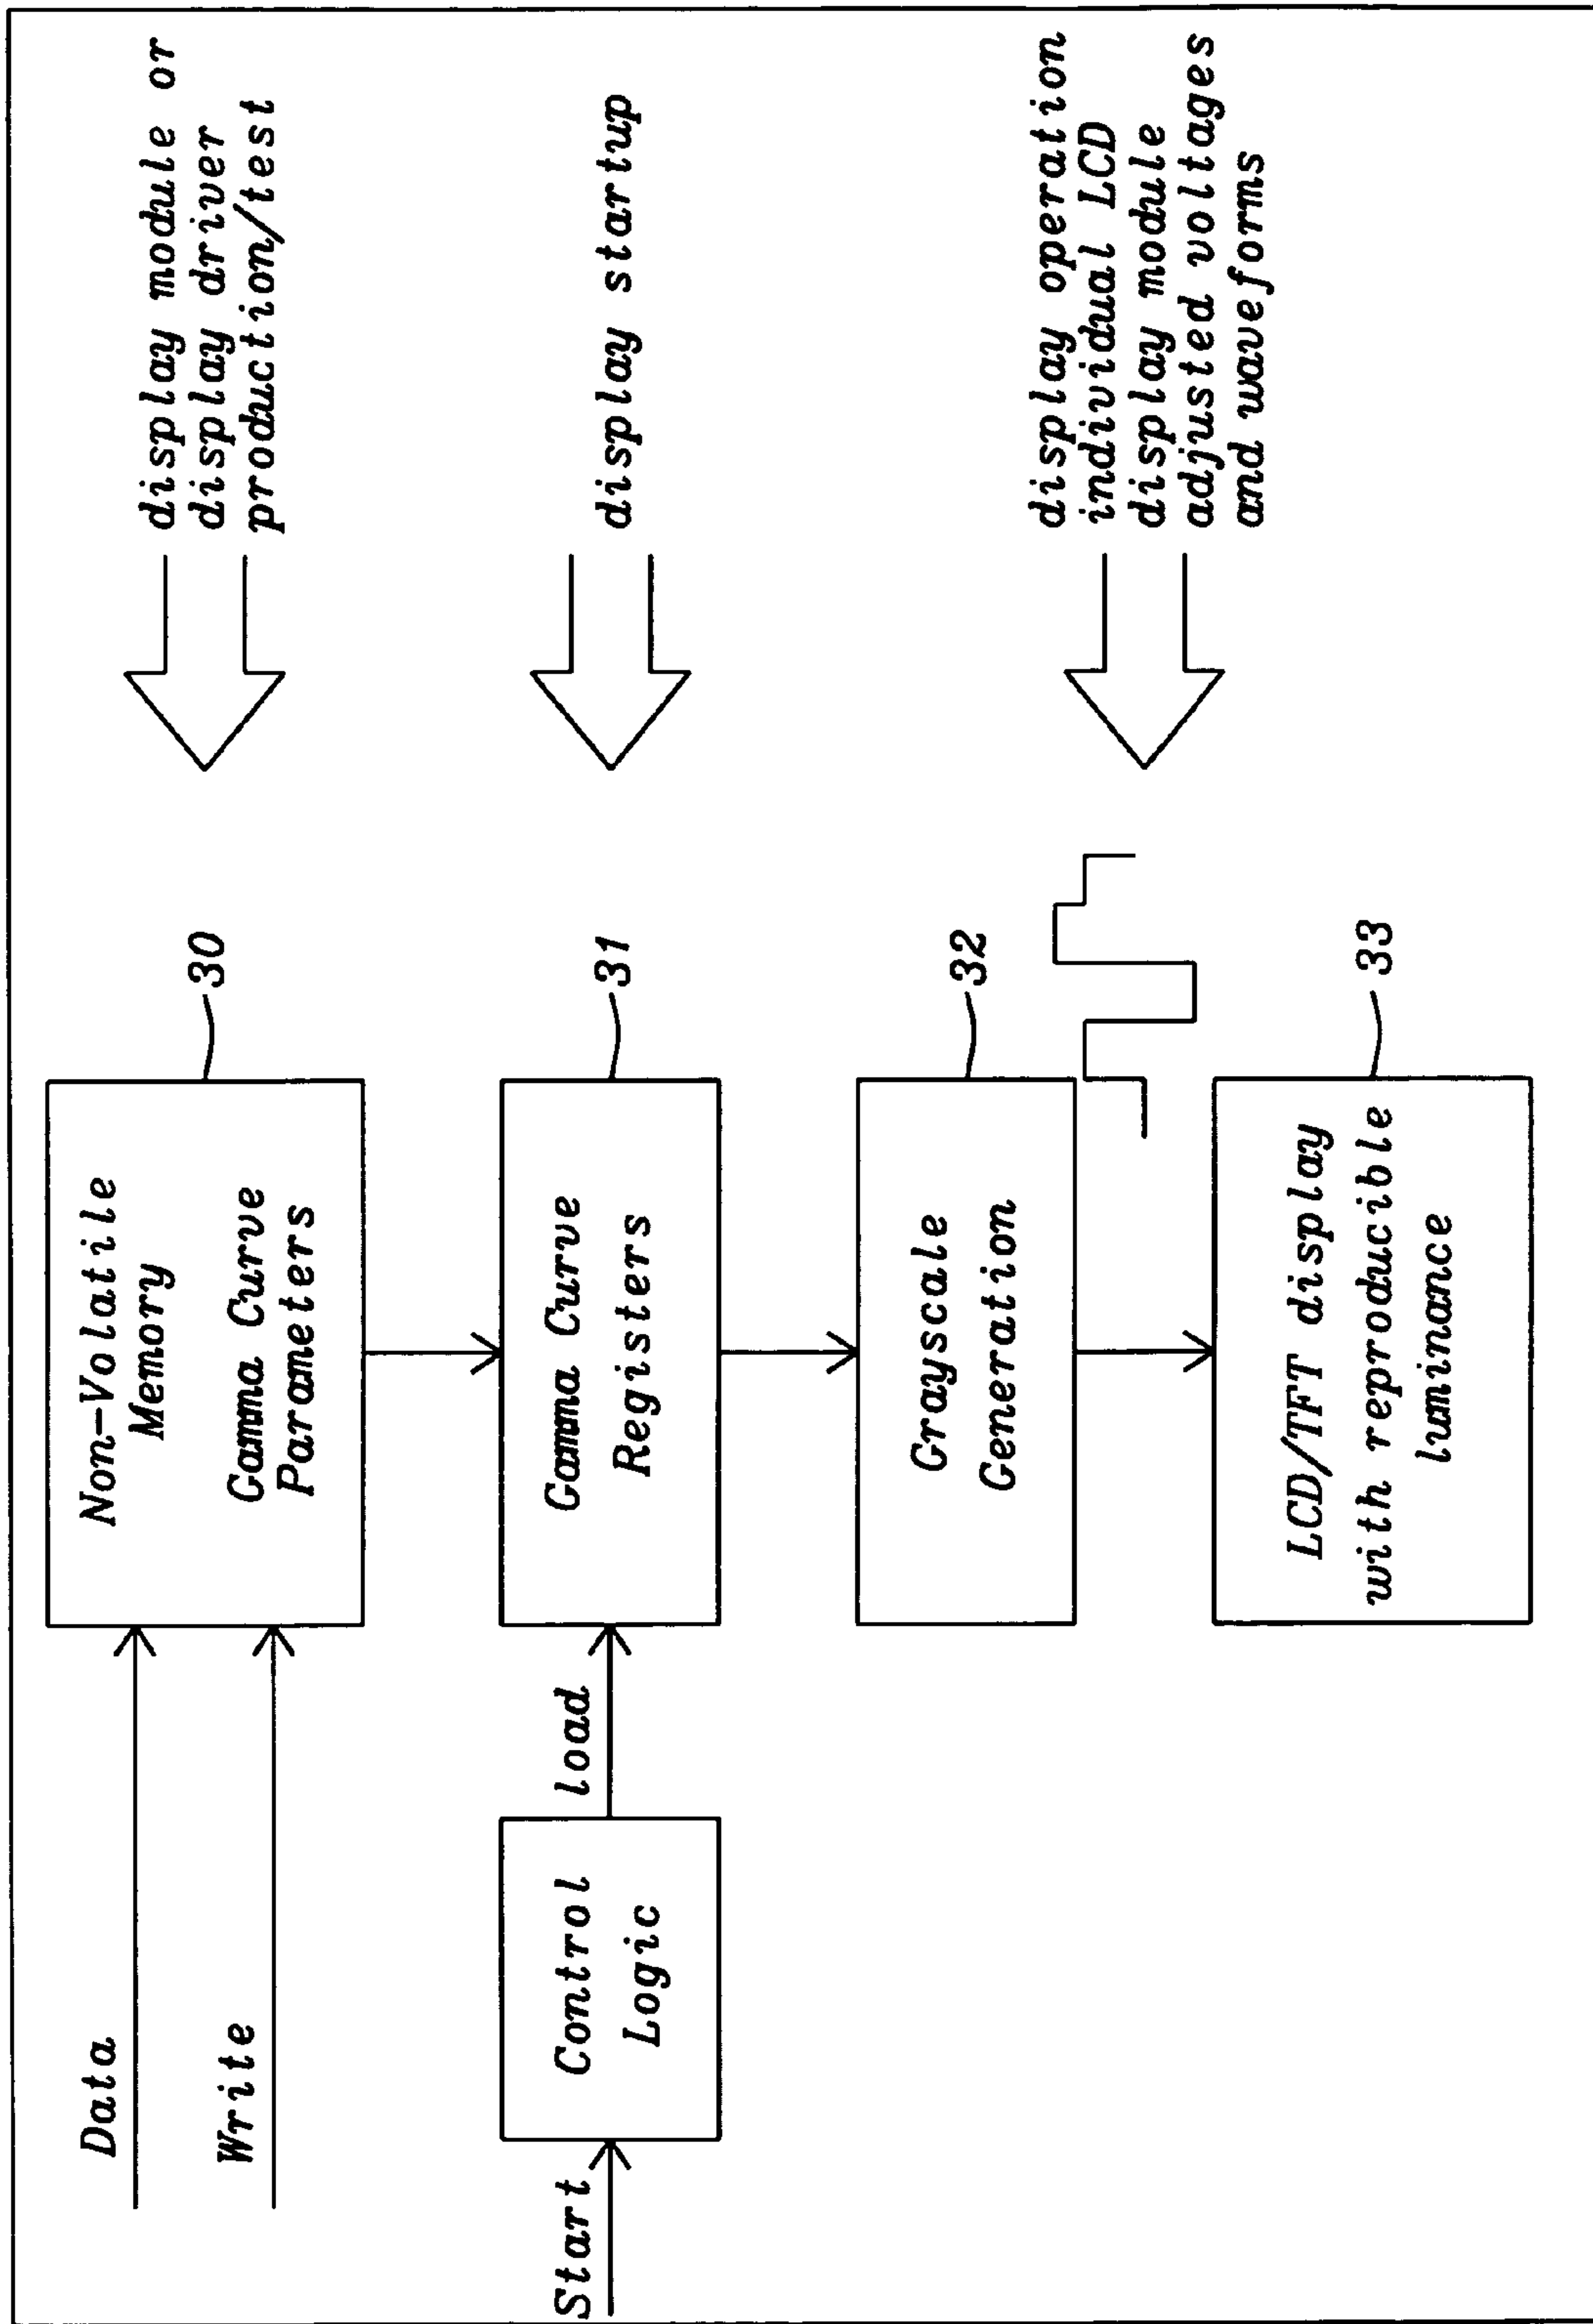 Data
Write
Non-Volatile
Memory
Gamma Curve
Parameters
30
display module or
display driver
production/test
Start
Control
Logic
load
Gamma Curve
Registers
31
display startup
Grayscale
Generation
32
display operation
individual LCD
display module
adjusted voltages
and waveforms
LCD/TFT display
with reproducible
luminance
33